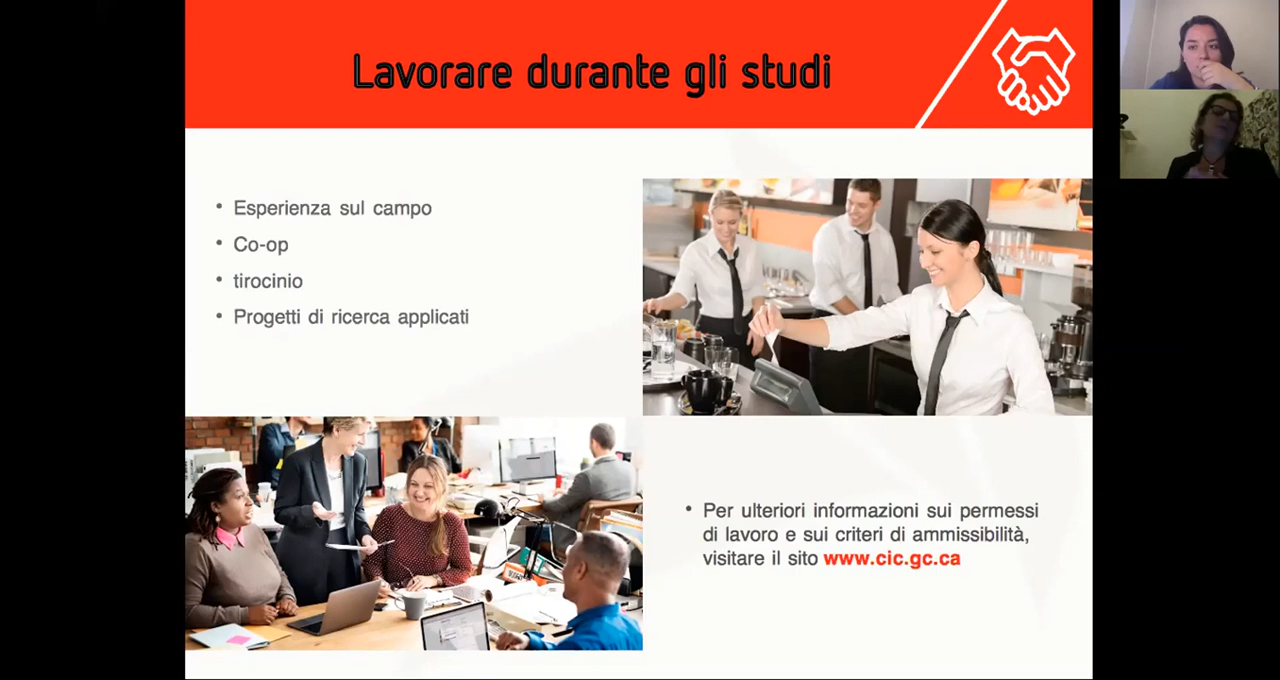 Lavorare durante gli studi
• Esperienza sul campo
• Co-op
• tirocinio
• Progetti di ricerca applicati
• Per ulteriori informazioni sui permessi
di lavoro e sui criteri di ammissibilità,
visitare il sito www.cic.gc.ca